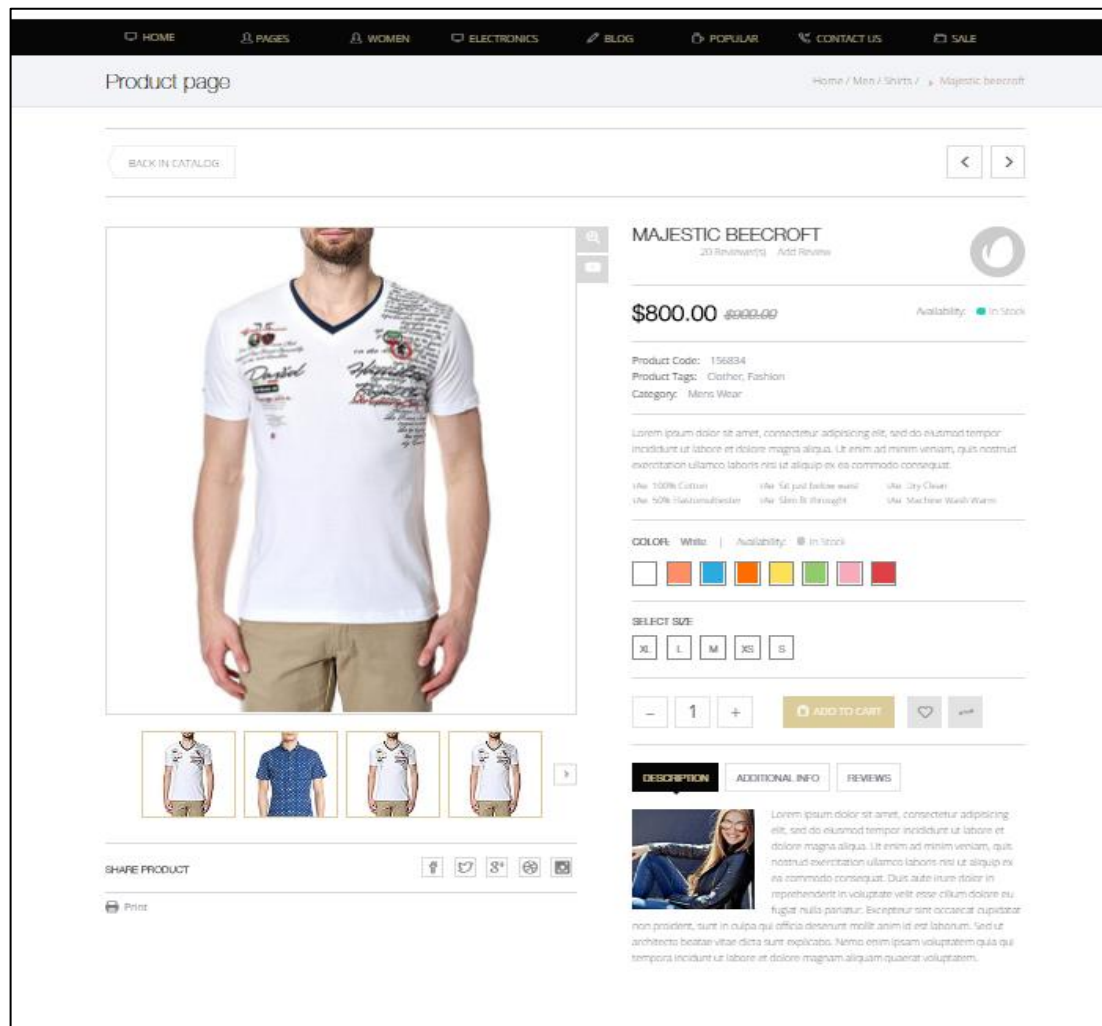 HOME PAGES WOMEN ELECTRONICS BLOG POPULAR CONTACT US SALE
Product page
Home / Men / Shirts / Majestic beecroft
BACK IN CATALOG
MAJESTIC BEECROFT
20 Reviewer(s) Add Review
$800.00 $900.00
Availability: In Stock
Product Code: 156834
Product Tags: Clother, Fashion
Category: Mens Wear
Lorem ipsum dolor sit amet, consectetur adipisicing elit, sed do eiusmod tempor
incididunt ut labore et dolore magna aliqua. Ut enim ad minim veniam, quis nostrud
exercitation ullamco laboris nisi ut aliquip ex ea commodo consequat.
100% Cotton Sit just below waist Dry Clean
50% Slim fit throught Machine Wash Warm
COLOR: White | Availability: In Stock
SELECT SIZE
XL L M XS S
- 1 + ADD TO CART
DESCRIPTION ADDITIONAL INFO REVIEWS
Lorem ipsum dolor sit amet, consectetur adipisicing
elit, sed do eiusmod tempor incididunt ut labore et
dolore magna aliqua. Ut enim ad minim veniam, quis
nostrud exercitation ullamco laboris nisi ut aliquip ex
ea commodo consequat. Duis aute irure dolor in
reprehenderit in voluptate velit esse cillum dolore eu
fugiat nulla pariatur. Excepteur sint occaecat cupidatat
non proident, sunt in culpa qui officia deserunt mollit anim id est laborum. Sed ut
architecto beatae vitae dicta sunt explicabo. Nemo enim ipsam voluptatem quia qui
tempora incidunt ut labore et dolore magnam aliquam quaerat voluptatem.
SHARE PRODUCT
Print